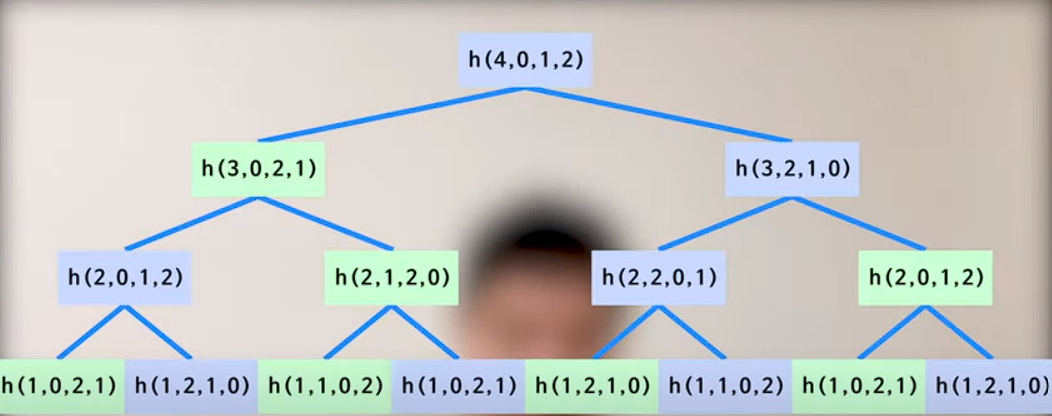 h(4,0,1,2)
h(3,0,2,1) h(3,2,1,0)
h(2,0,1,2) h(2,1,2,0) h(2,2,0,1) h(2,0,1,2)
h(1,0,2,1) h(1,2,1,0) h(1,1,0,2) h(1,0,2,1) h(1,2,1,0) h(1,1,0,2) h(1,0,2,1) h(1,2,1,0)